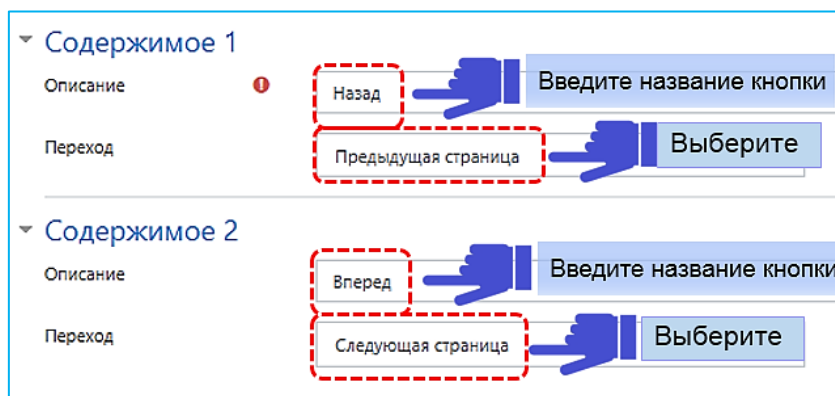 Содержимое 1
Описание
Назад
Введите название кнопки
Переход
Предыдущая страница
Выберите
Содержимое 2
Описание
Вперед
Введите название кнопки
Переход
Следующая страница
Выберите